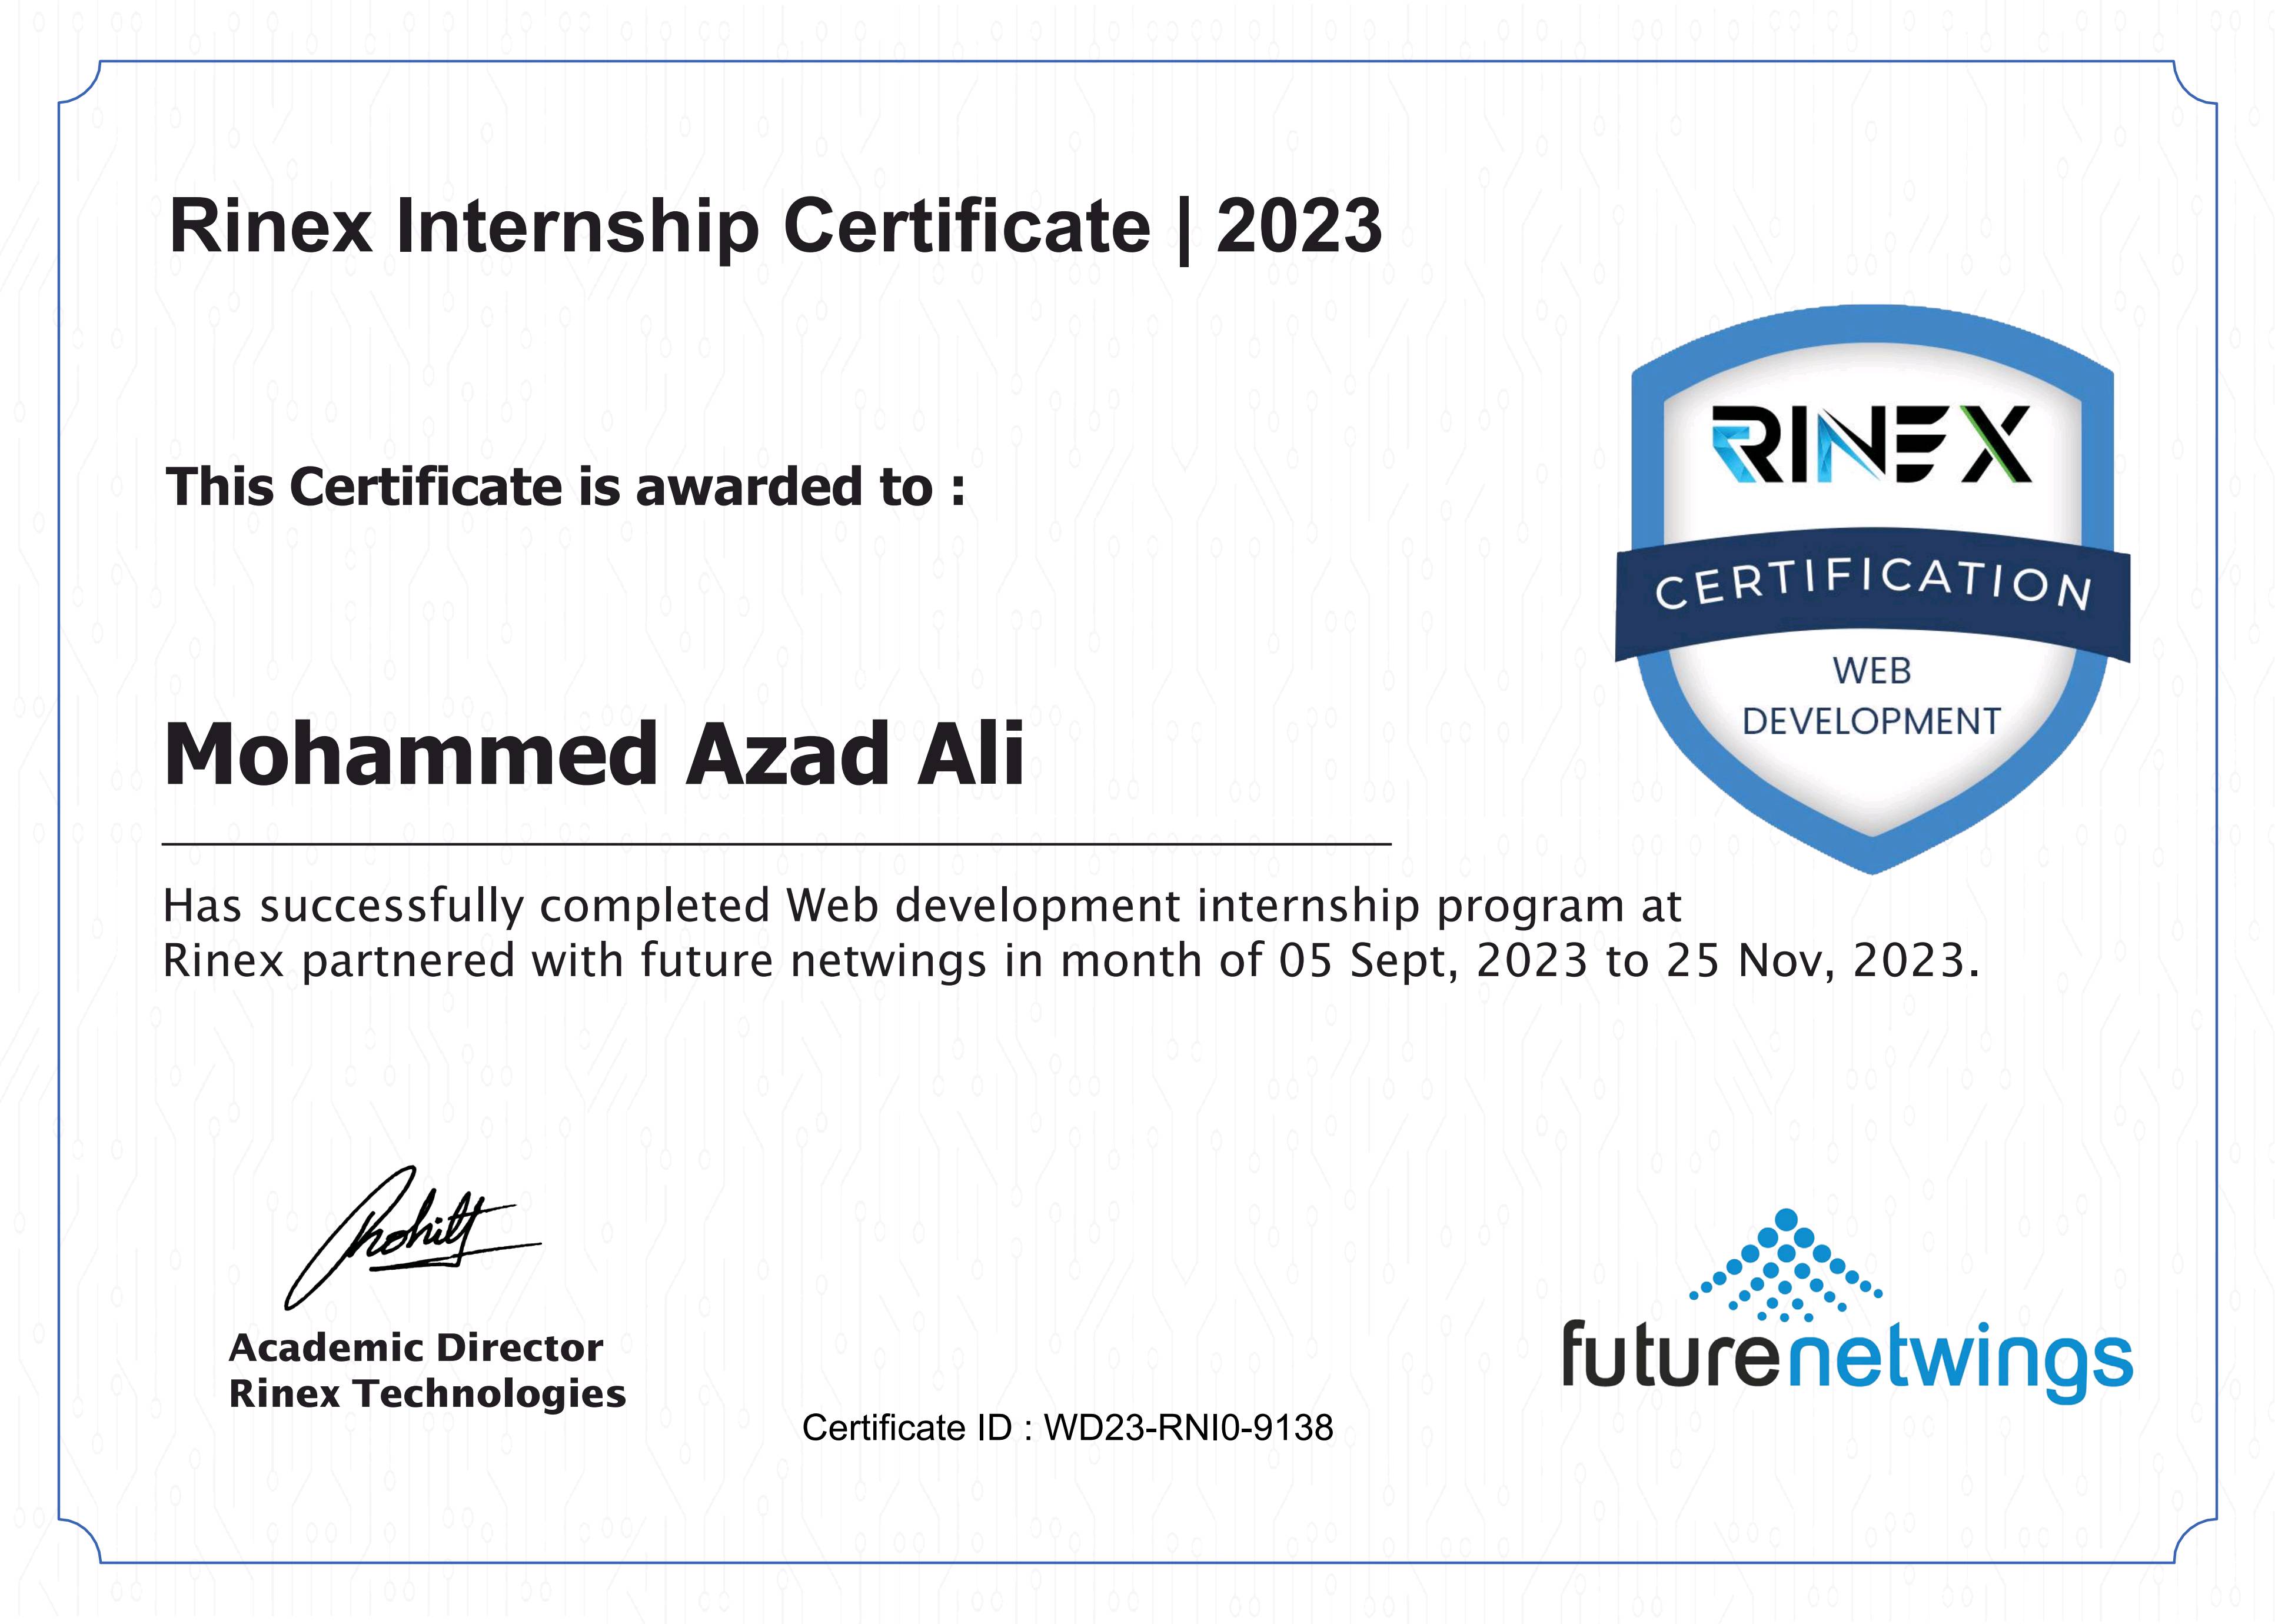 Rinex Internship Certificate | 2023
This Certificate is awarded to :
RINEX
CERTIFICATION
WEB
DEVELOPMENT
Mohammed Azad Ali
Has successfully completed Web development internship program at
Rinex partnered with future netwings in month of 05 Sept, 2023 to 25 Nov, 2023.
Academic Director
Rinex Technologies
Certificate ID : WD23-RNI0-9138
futurenetwings